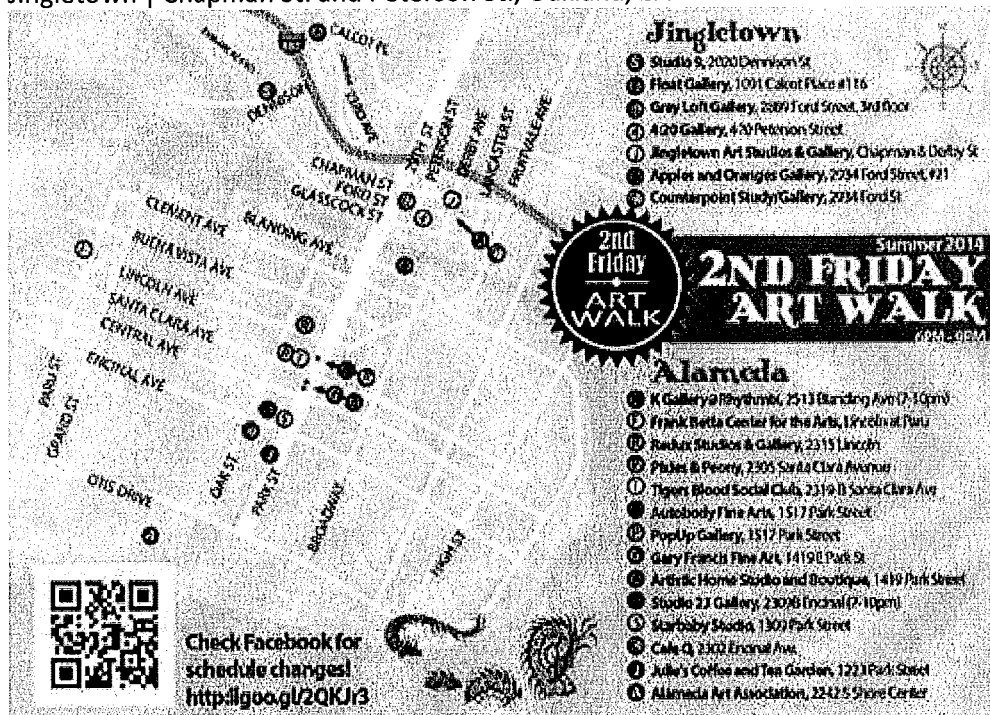 Jingletown | Chapman St. and Peterson St., Oakland,
Jingletown
Studio 9, 2020 Dennison St
Float Gallery, 1091 Calcot Place #116
Gray Loft Gallery, 2889 Ford Street, 3rd floor
4:20 Gallery, 420 Peterson Street
Jingletown Art Studios & Gallery, Chapman & Derby St
Apples and Oranges Gallery, 2934 Ford Street, #21
Counterpoint Study/Gallery, 2934 Ford St
Summer 2014
2ND FRIDAY
ART WALK
6PM - 9PM
2nd
Friday
ART
WALK
Alameda
K Gallery@Rhythmix, 2513 Blanding Ave (7-10pm)
Frank Bette Center for the Arts, Lincoln at Paru
Redux Studios & Gallery, 2315 Lincoln
Pixies & Peony, 2305 Santa Clara Avenue
Tigers Blood Social Club, 2319 B Santa Clara Ave
Autobody Fine Arts, 1517 Park Street
PopUp Gallery, 1517 Park Street
Gary Francis Fine Art, 1419 Park St
Artistic Home Studio and Boutique, 1419 Park Street
Studio 23 Gallery, 2309B Encinal (7-10pm)
Starbaby Studio, 1309 Park Street
Cafe Q, 2302 Encinal Ave
Julie's Coffee and Tea Garden, 1223 Park Street
Alameda Art Association, 2242 S Shore Center
CALCOT PL
DENNISON
FORD AVE
29TH ST
PETERSON ST
DERBY AVE
LANCASTER ST
FRUITVALE AVE
CHAPMAN ST
FORD ST
GLASSCOCK ST
BLANDING AVE
CLEMENT AVE
BUENA VISTA AVE
LINCOLN AVE
SANTA CLARA AVE
CENTRAL AVE
ENCINAL AVE
PARU ST
GRAND ST
OTIS DRIVE
OAK ST
PARK ST
BROADWAY
HIGH ST
Check Facebook for
schedule changes!
http://goo.gl/2QKJr3